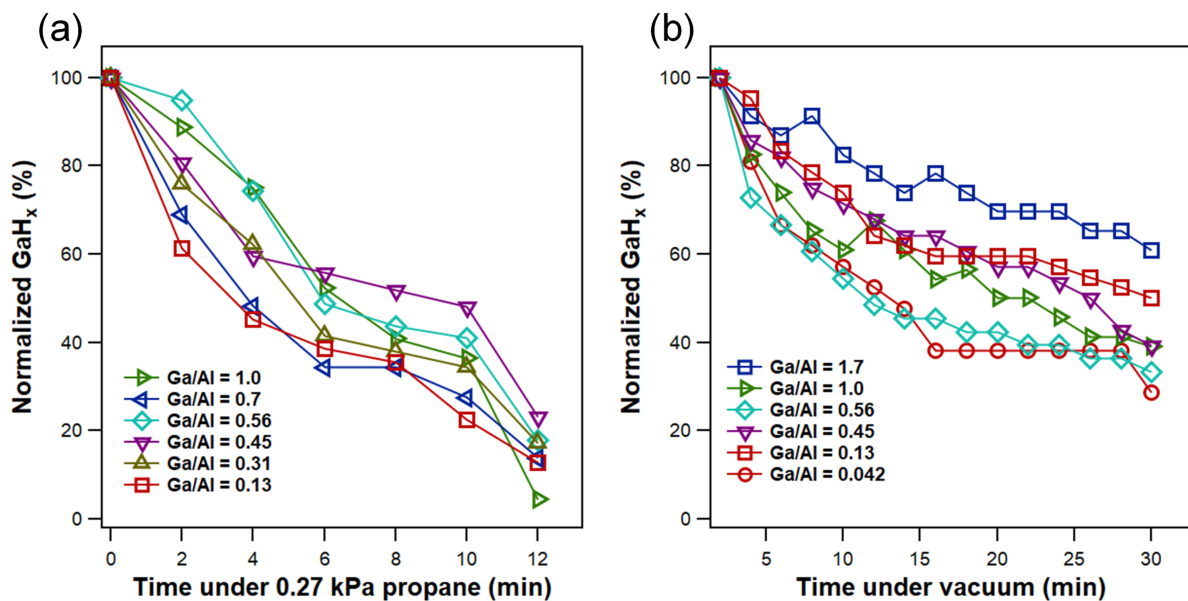 (a)
Normalized GaHx (%)
100
80
60
40
20
0
Ga/Al = 1.0
Ga/Al = 0.7
Ga/Al = 0.56
Ga/Al = 0.45
Ga/Al = 0.31
Ga/Al = 0.13
0 2 4 6 8 10 12
Time under 0.27 kPa propane (min)
(b)
Normalized GaHx (%)
100
80
60
40
20
0
Ga/Al = 1.7
Ga/Al = 1.0
Ga/Al = 0.56
Ga/Al = 0.45
Ga/Al = 0.13
Ga/Al = 0.042
5 10 15 20 25 30
Time under vacuum (min)